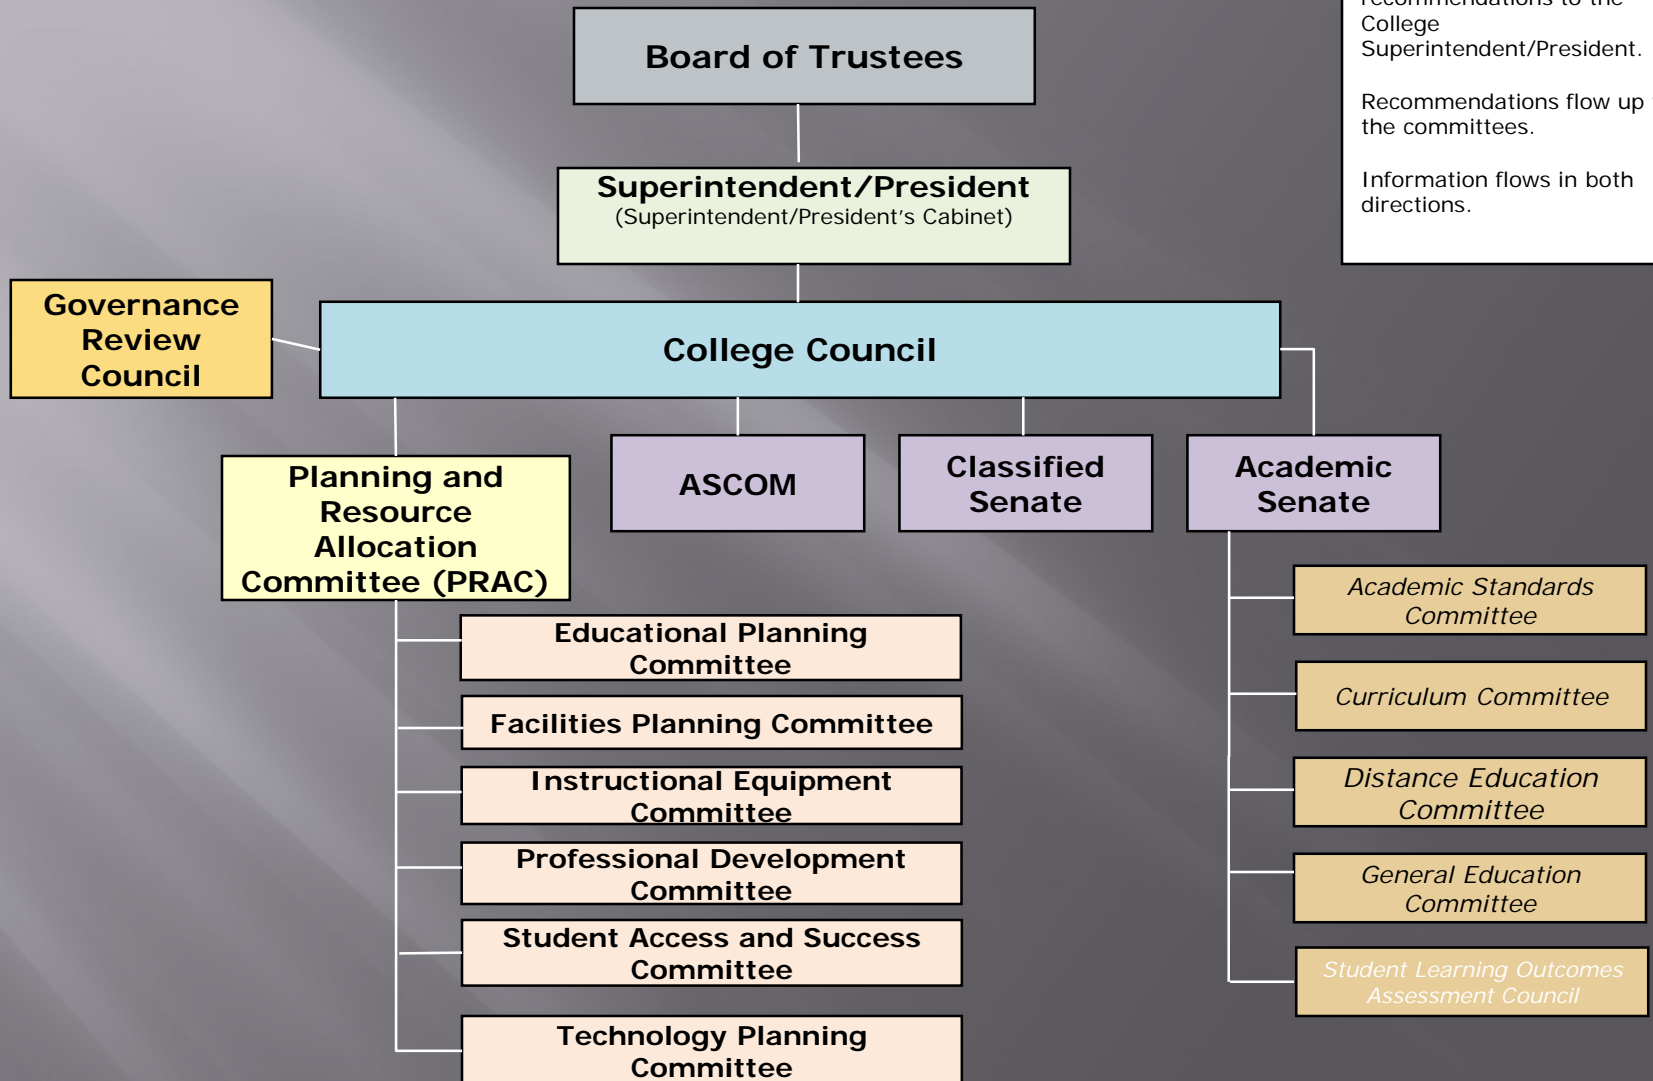 recommendations to the
College
Superintendent/President.
Recommendations flow up
the committees.
Information flows in both
directions.
Board of Trustees
Superintendent/President
(Superintendent/President's Cabinet)
Governance
Review
Council
College Council
Planning and
Resource
Allocation
Committee (PRAC)
ASCOM
Classified
Senate
Academic
Senate
Educational Planning
Committee
Facilities Planning Committee
Instructional Equipment
Committee
Professional Development
Committee
Student Access and Success
Committee
Technology Planning
Committee
Academic Standards
Committee
Curriculum Committee
Distance Education
Committee
General Education
Committee
Student Learning Outcomes
Assessment Council